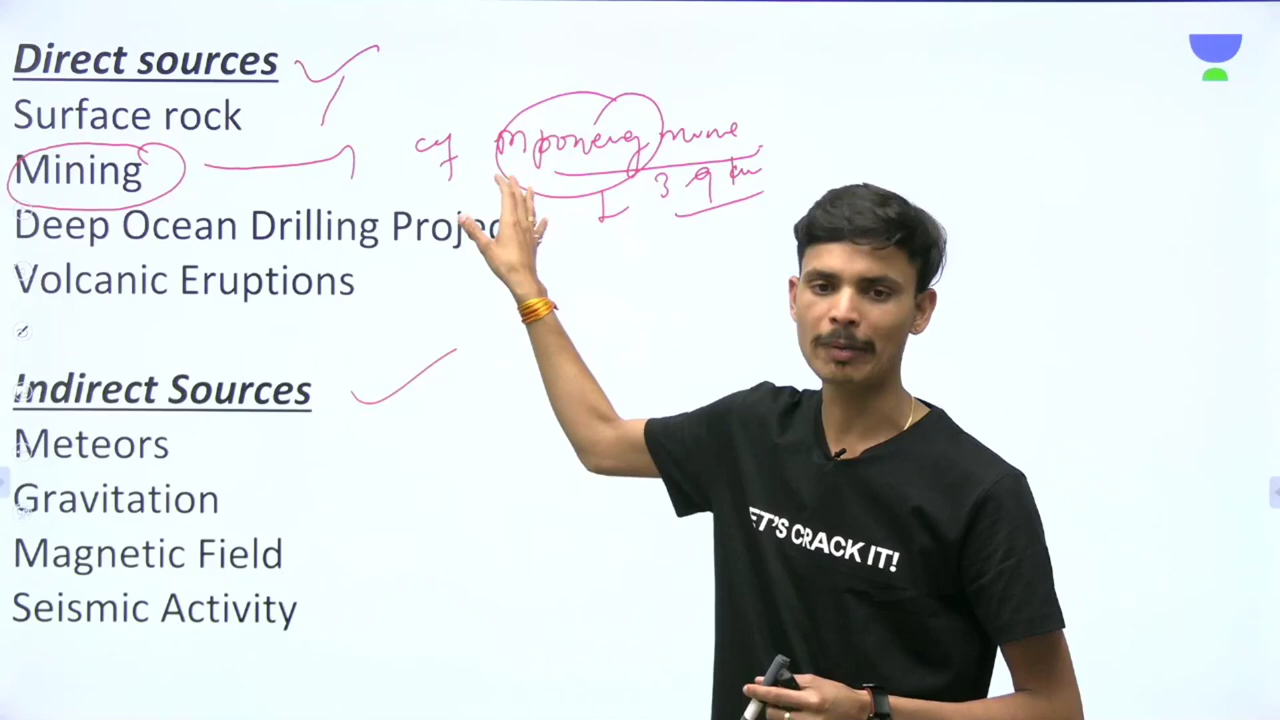 Direct sources
Surface rock
Mining
mponeng mine
3.9 km
Deep Ocean Drilling Projec
Volcanic Eruptions
Indirect Sources
Meteors
Gravitation
Magnetic Field
Seismic Activity
ET'S CRACK IT!